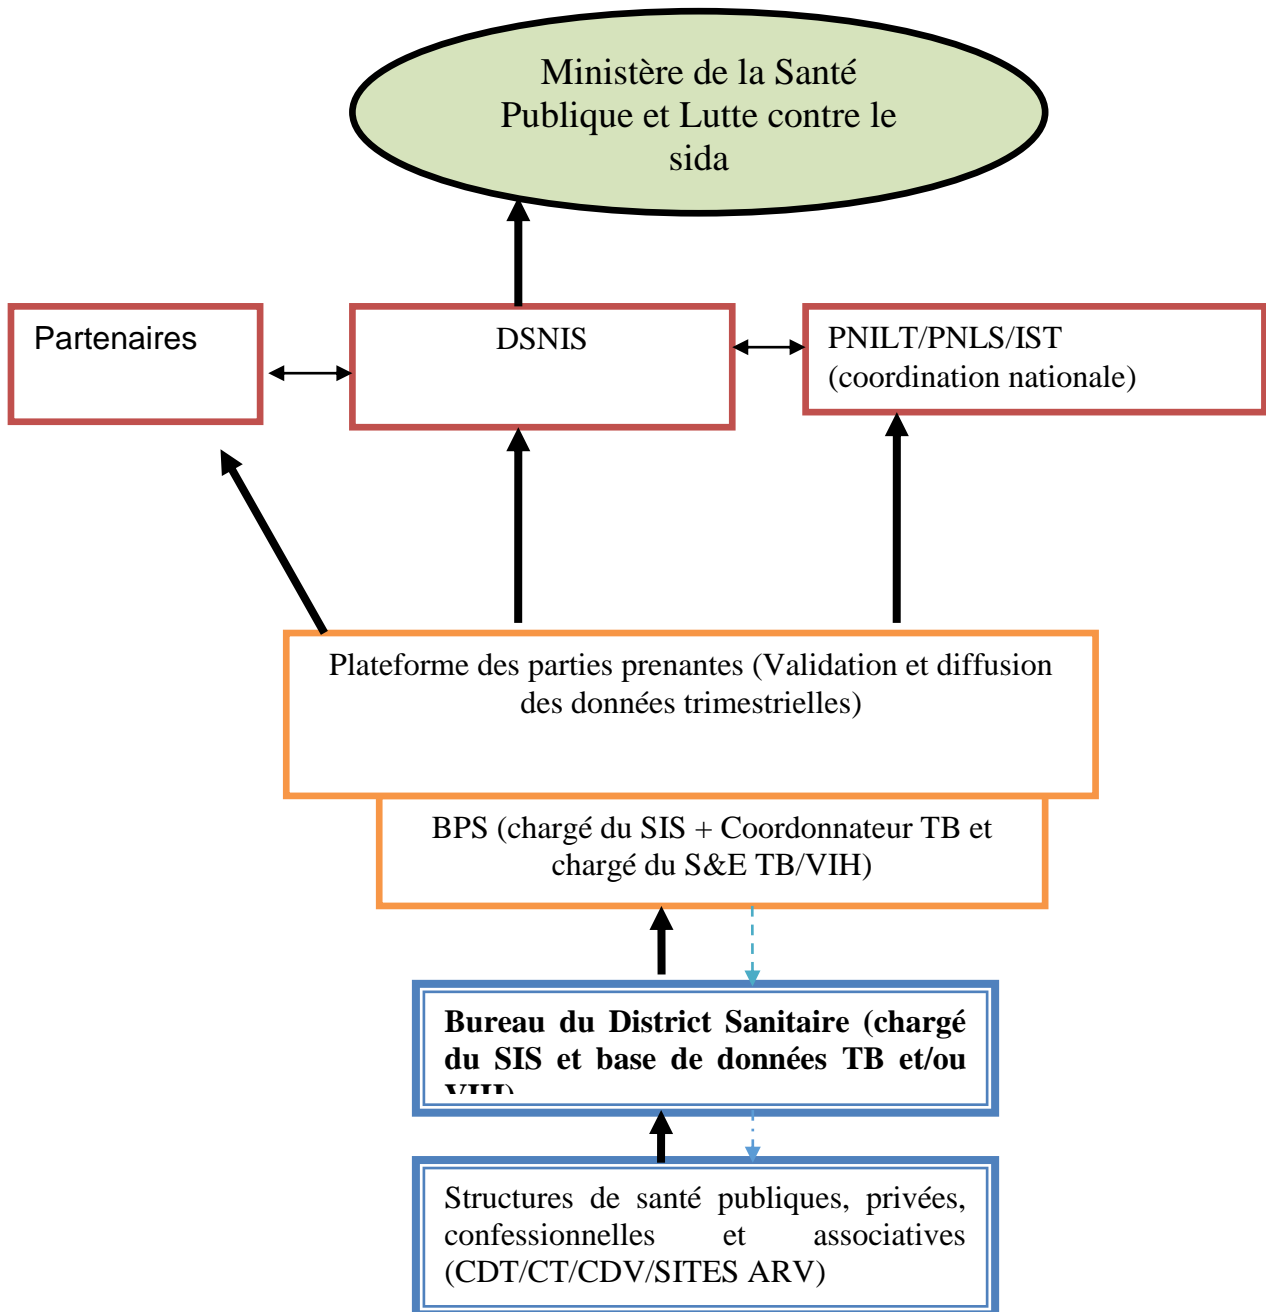 Ministère de la Santé
Publique et Lutte contre le
sida
Partenaires
DSNIS
PNILT/PNLS/IST
(coordination nationale)
Plateforme des parties prenantes (Validation et diffusion
des données trimestrielles)
BPS (chargé du SIS + Coordonnateur TB et
chargé du S&E TB/VIH)
Bureau du District Sanitaire (chargé
du SIS et base de données TB et/ou
VIH)
Structures de santé publiques, privées,
confessionnelles et associatives
(CDT/CT/CDV/SITES ARV)